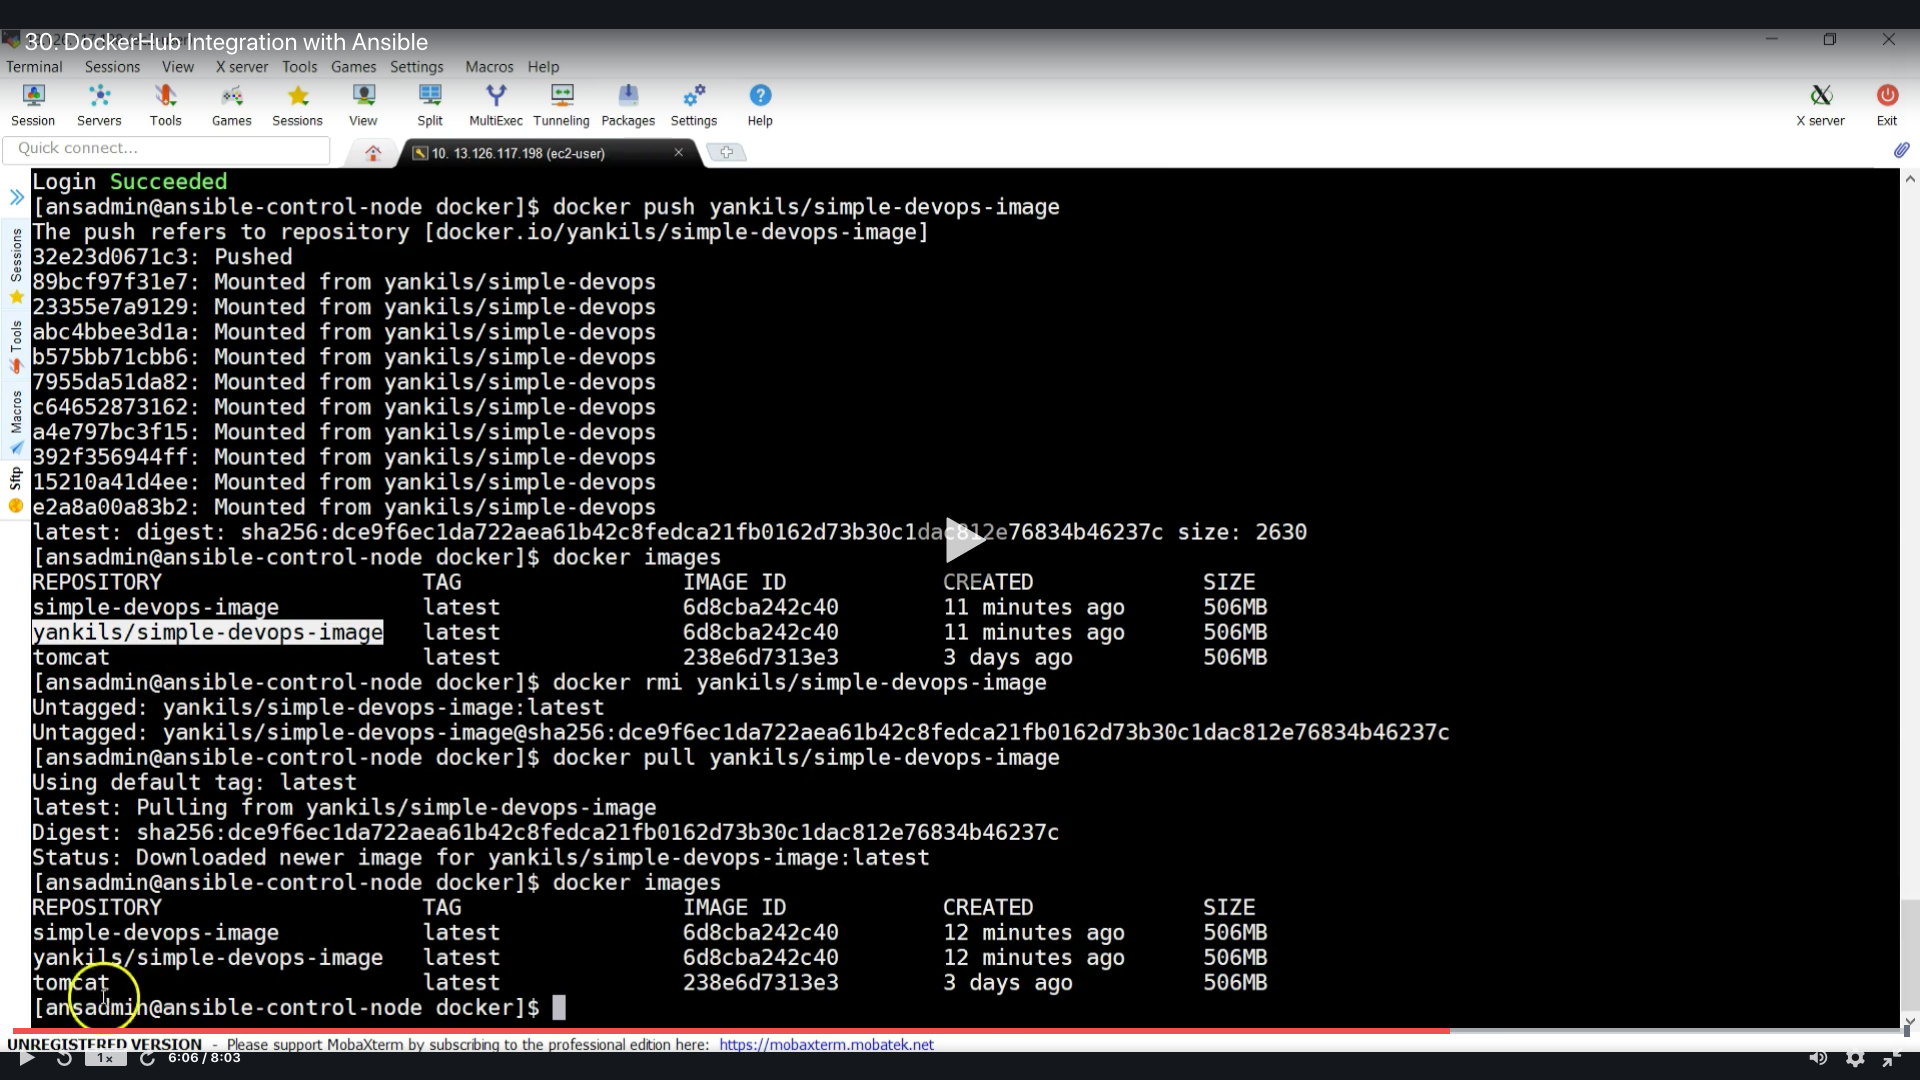 30. DockerHub Integration with Ansible
Terminal Sessions View X server Tools Games Settings Macros Help
Session Servers Tools Games Sessions View Split MultiExec Tunneling Packages Settings Help X server Exit
Quick connect...
10. 13.126.117.198 (ec2-user)
Sessions
Tools
Macros
Sftp
Login Succeeded
[ansadmin@ansible-control-node docker]$ docker push yankils/simple-devops-image
The push refers to repository [docker.io/yankils/simple-devops-image]
32e23d0671c3: Pushed
89bcf97f31e7: Mounted from yankils/simple-devops
23355e7a9129: Mounted from yankils/simple-devops
abc4bbee3d1a: Mounted from yankils/simple-devops
b575bb71cbb6: Mounted from yankils/simple-devops
7955da51da82: Mounted from yankils/simple-devops
c64652873162: Mounted from yankils/simple-devops
a4e797bc3f15: Mounted from yankils/simple-devops
392f356944ff: Mounted from yankils/simple-devops
15210a41d4ee: Mounted from yankils/simple-devops
e2a8a00a83b2: Mounted from yankils/simple-devops
latest: digest: sha256:dce9f6ec1da722aea61b42c8fedca21fb0162d73b30c1dac812e76834b46237c size: 2630
[ansadmin@ansible-control-node docker]$ docker images
REPOSITORY TAG IMAGE ID CREATED SIZE
simple-devops-image latest 6d8cba242c40 11 minutes ago 506MB
yankils/simple-devops-image latest 6d8cba242c40 11 minutes ago 506MB
tomcat latest 238e6d7313e3 3 days ago 506MB
[ansadmin@ansible-control-node docker]$ docker rmi yankils/simple-devops-image
Untagged: yankils/simple-devops-image:latest
Untagged: yankils/simple-devops-image@sha256:dce9f6ec1da722aea61b42c8fedca21fb0162d73b30c1dac812e76834b46237c
[ansadmin@ansible-control-node docker]$ docker pull yankils/simple-devops-image
Using default tag: latest
latest: Pulling from yankils/simple-devops-image
Digest: sha256:dce9f6ec1da722aea61b42c8fedca21fb0162d73b30c1dac812e76834b46237c
Status: Downloaded newer image for yankils/simple-devops-image:latest
[ansadmin@ansible-control-node docker]$ docker images
REPOSITORY TAG IMAGE ID CREATED SIZE
simple-devops-image latest 6d8cba242c40 12 minutes ago 506MB
yankils/simple-devops-image latest 6d8cba242c40 12 minutes ago 506MB
tomcat latest 238e6d7313e3 3 days ago 506MB
[ansadmin@ansible-control-node docker]$
UNREGISTERED VERSION - Please support MobaXterm by subscribing to the professional edition here: https://mobaxterm.mobatek.net
1x 6:06 / 8:03